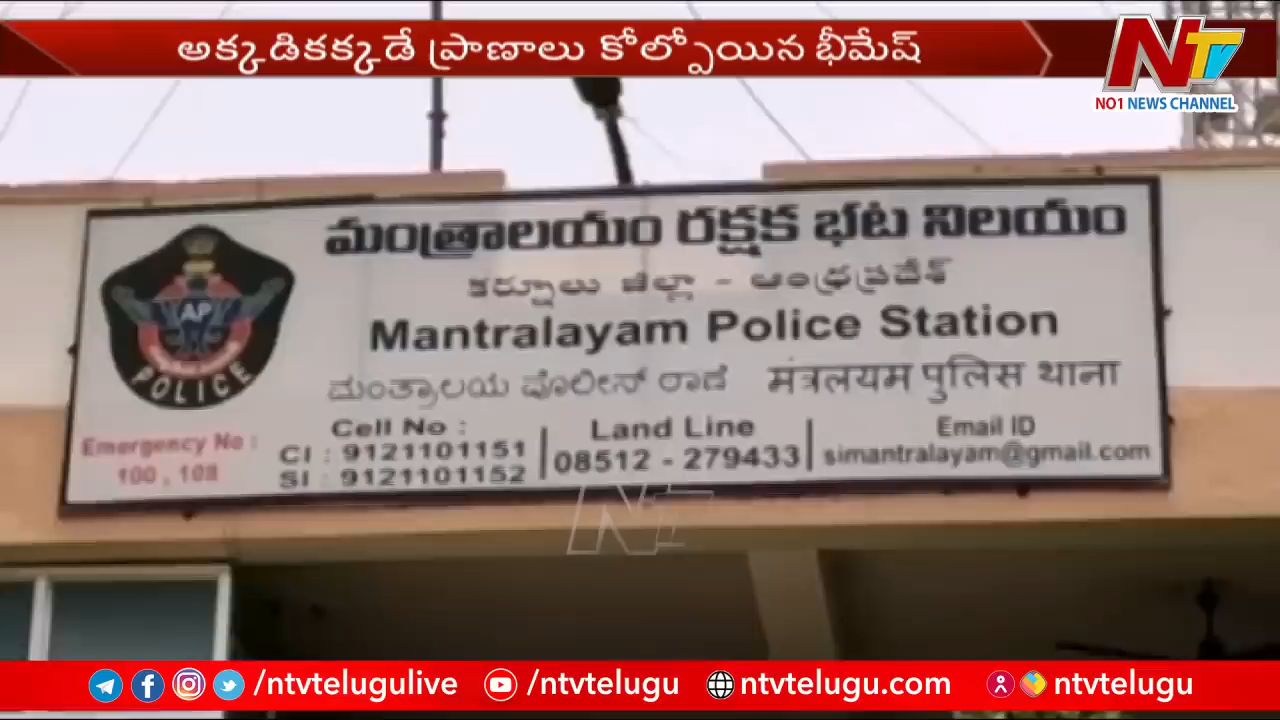 అక్కడికక్కడే ప్రాణాలు కోల్పోయిన భీమేష్
NTV
NO1 NEWS CHANNEL
మంత్రాలయం రక్షక భట నిలయం
కర్నూలు జిల్లా - ఆంధ్రప్రదేశ్
Mantralayam Police Station
ಮಂತ್ರಾಲಯ ಪೊಲೀಸ್ ಠಾಣೆ मंत्रलयम पुलिस थाना
AP
POLICE
Emergency No :
100 , 108
Cell No :
CI : 9121101151
SI : 9121101152
Land Line
08512 - 279433
Email ID
simantralayam@gmail.com
/ntvtelugulive /ntvtelugu ntvtelugu.com ntvtelugu